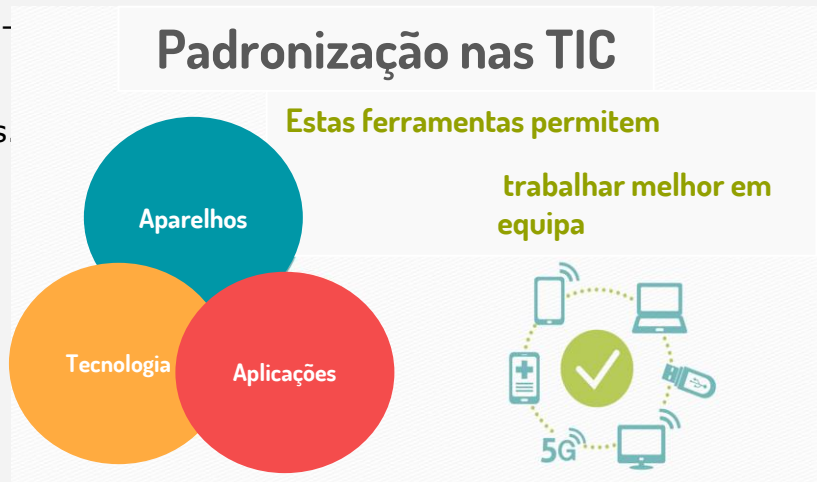 Padronização nas TIC
s.
Estas ferramentas permitem
trabalhar melhor em
equipa
Aparelhos
Tecnologia
Aplicações
5G